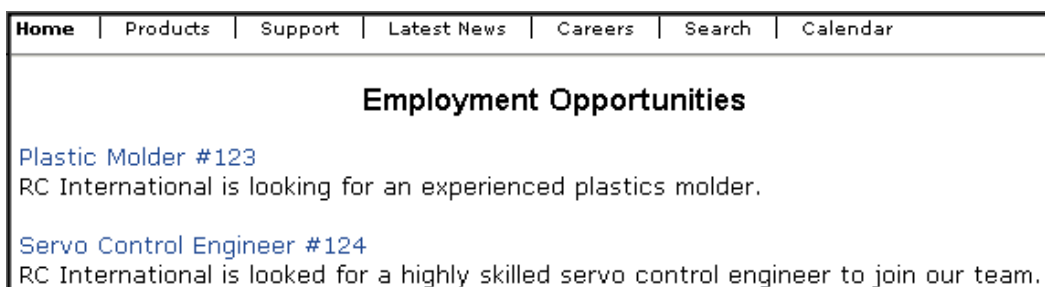 Home | Products | Support | Latest News | Careers | Search | Calendar
Employment Opportunities
Plastic Molder #123
RC International is looking for an experienced plastics molder.
Servo Control Engineer #124
RC International is looked for a highly skilled servo control engineer to join our team.